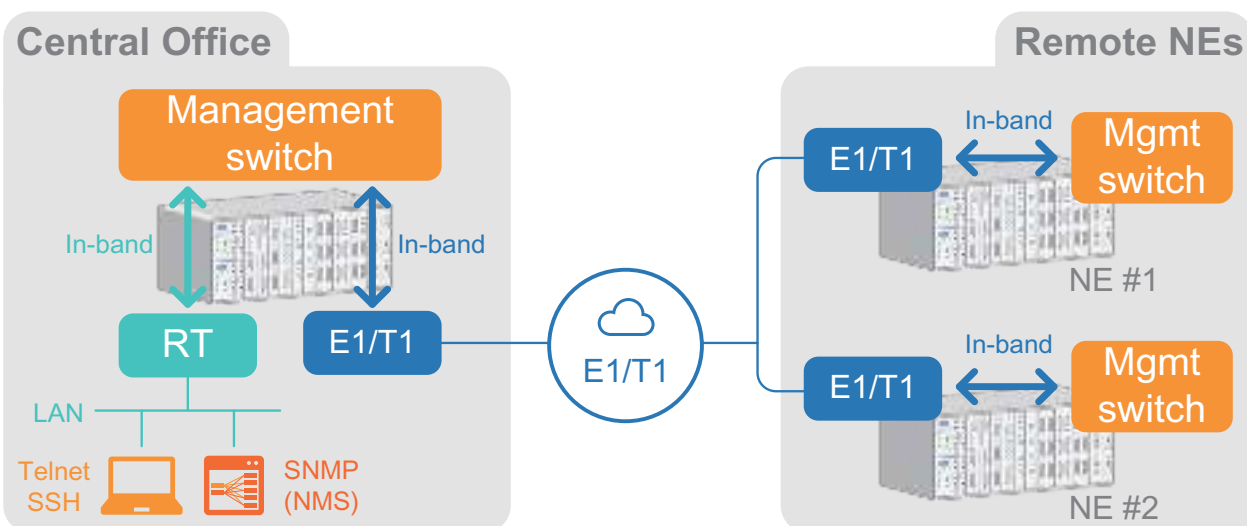 Central Office
Management
switch
In-band
In-band
RT
E1/T1
LAN
Telnet
SSH
SNMP
(NMS)
E1/T1
Remote NEs
E1/T1
In-band
Mgmt
switch
NE #1
E1/T1
In-band
Mgmt
switch
NE #2